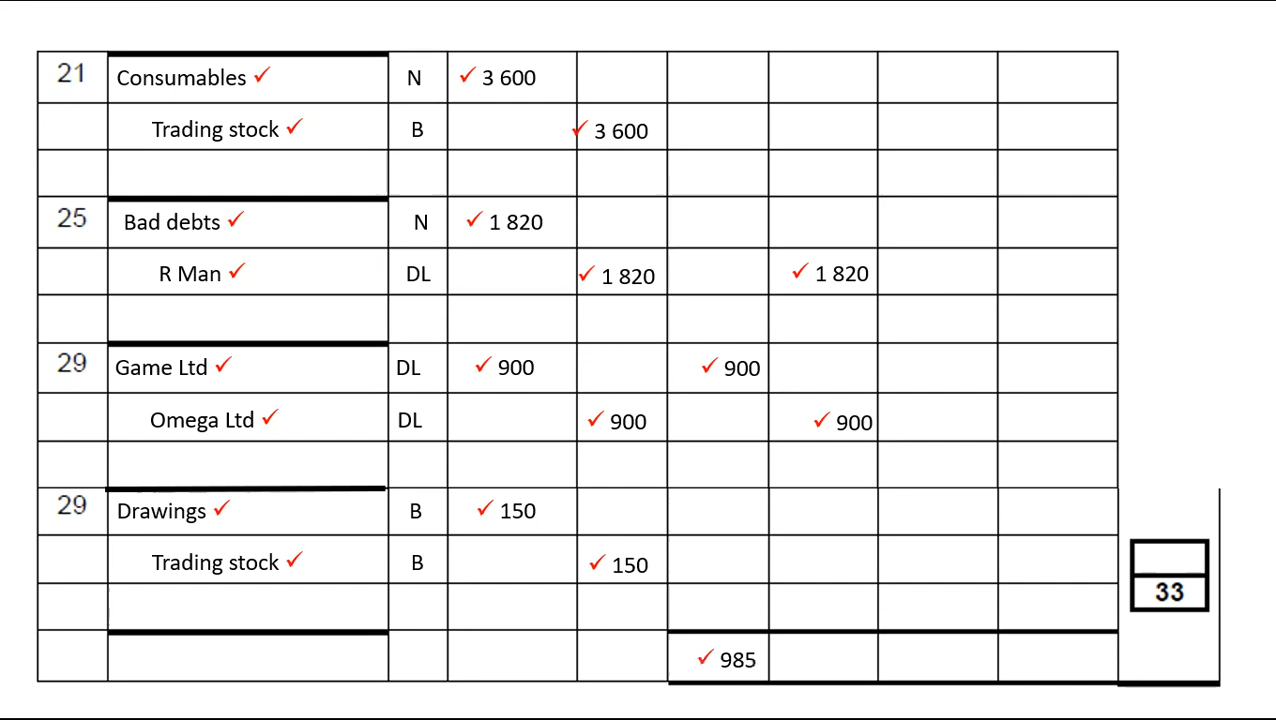 21 Consumables ✓ N ✓ 3 600
Trading stock ✓ B ✓ 3 600
25 Bad debts ✓ N ✓ 1 820
R Man ✓ DL ✓ 1 820 ✓ 1 820
29 Game Ltd ✓ DL ✓ 900 ✓ 900
Omega Ltd ✓ DL ✓ 900 ✓ 900
29 Drawings ✓ B ✓ 150
Trading stock ✓ B ✓ 150
33
✓ 985